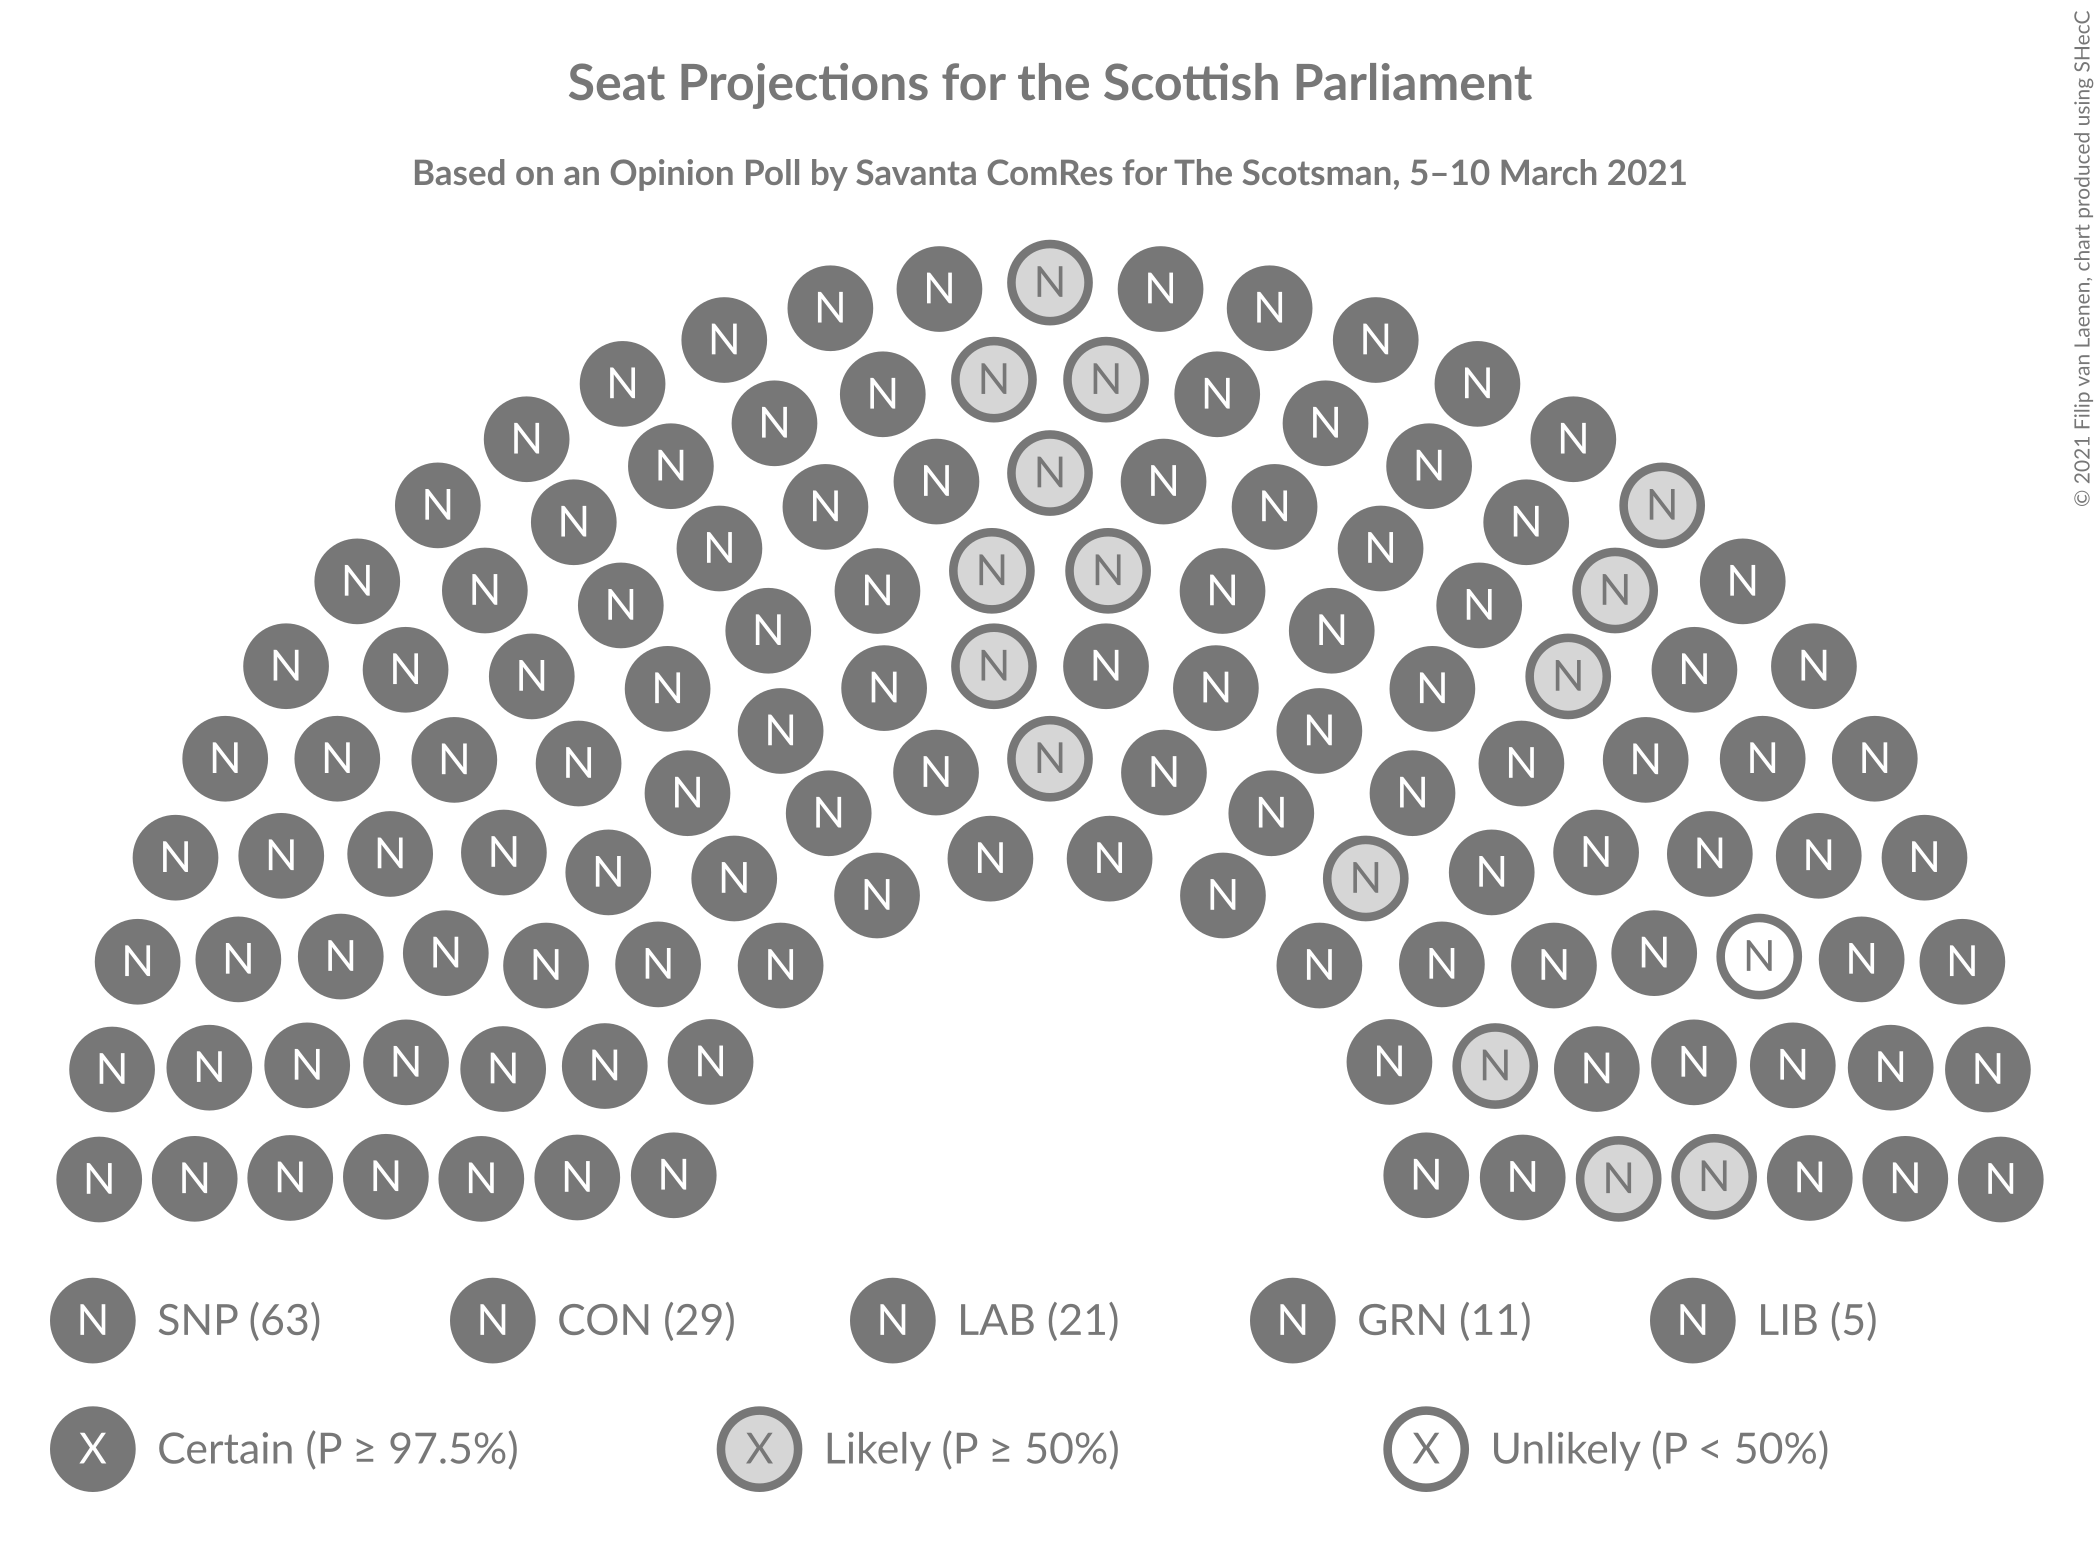 Seat Projections for the Scottish Parliament
Based on an Opinion Poll by Savanta ComRes for The Scotsman, 5–10 March 2021
© 2021 Filip van Laenen, chart produced using SHecC
N N N
N N
N N
N N N N
N N
N N
N N
N N N
N N
N N N N
N N
N N
N N N N
N N N N
N N
N N
N N N N N N
N N N N N N
N N
N N N N N N N N N
N N
N N
N N
N N N N N N N N N N
N N N N
N N
N N N N N N N N N N N N N N
N N N N N N N N N N N N N N
N N N N N N N N N N N N N N
N SNP (63) N CON (29) N LAB (21) N GRN (11) N LIB (5)
X Certain (P ≥ 97.5%) X Likely (P ≥ 50%) X Unlikely (P < 50%)